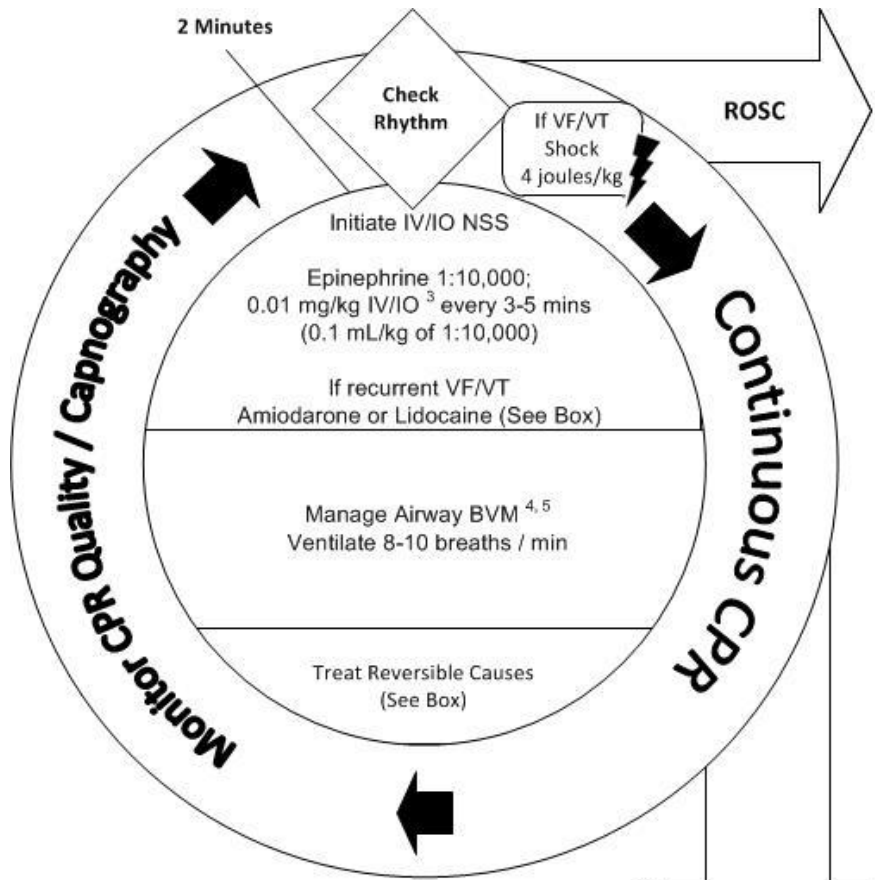 2 Minutes
Check
Rhythm
If VF/VT
Shock
4 joules/kg
ROSC
Initiate IV/IO NSS
Epinephrine 1:10,000;
0.01 mg/kg IV/IO 3 every 3-5 mins
(0.1 mL/kg of 1:10,000)
If recurrent VF/VT
Amiodarone or Lidocaine (See Box)
Manage Airway BVM 4, 5
Ventilate 8-10 breaths / min
Treat Reversible Causes
(See Box)
Continuous CPR
Monitor CPR Quality / Capnography